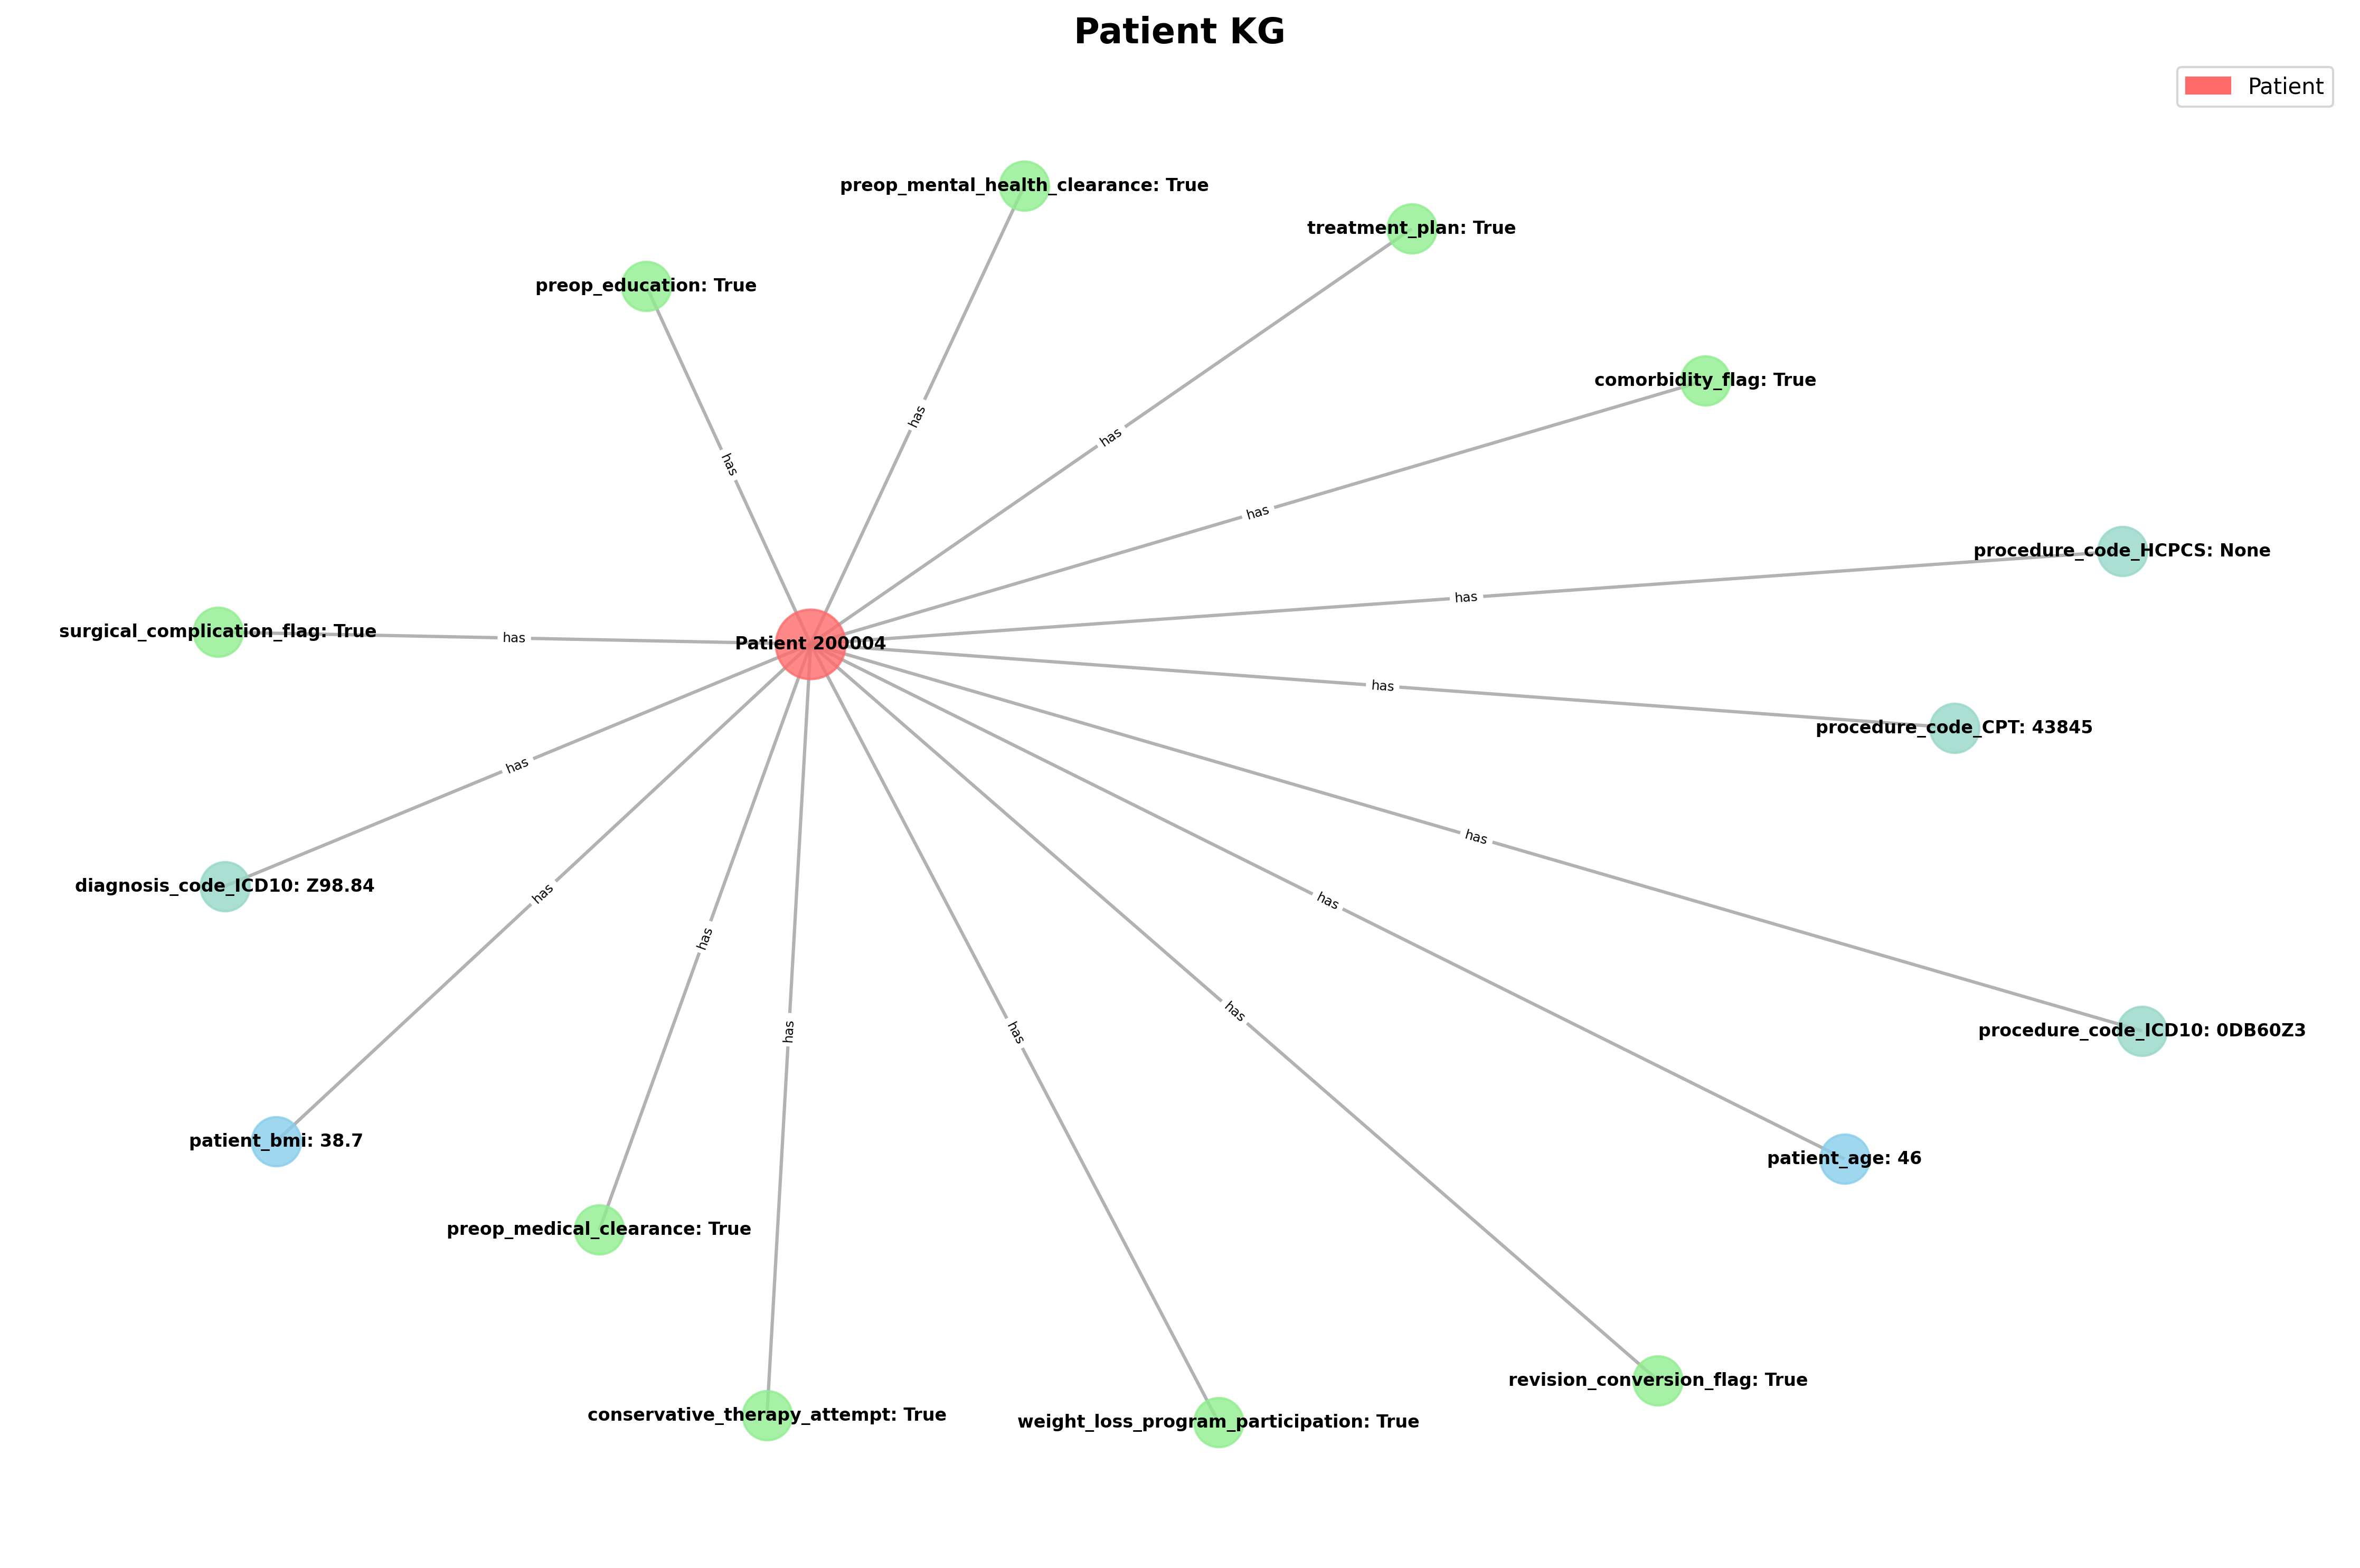 Patient KG
Patient
preop_mental_health_clearance: True
treatment_plan: True
preop_education: True
comorbidity_flag: True
has
has
has
has
has
procedure_code_HCPCS: None
has
surgical_complication_flag: True
has
Patient 200004
has
procedure_code_CPT: 43845
has
has
diagnosis_code_ICD10: Z98.84
has
has
has
has
has
has
procedure_code_ICD10: 0DB60Z3
patient_bmi: 38.7
patient_age: 46
preop_medical_clearance: True
revision_conversion_flag: True
conservative_therapy_attempt: True
weight_loss_program_participation: True